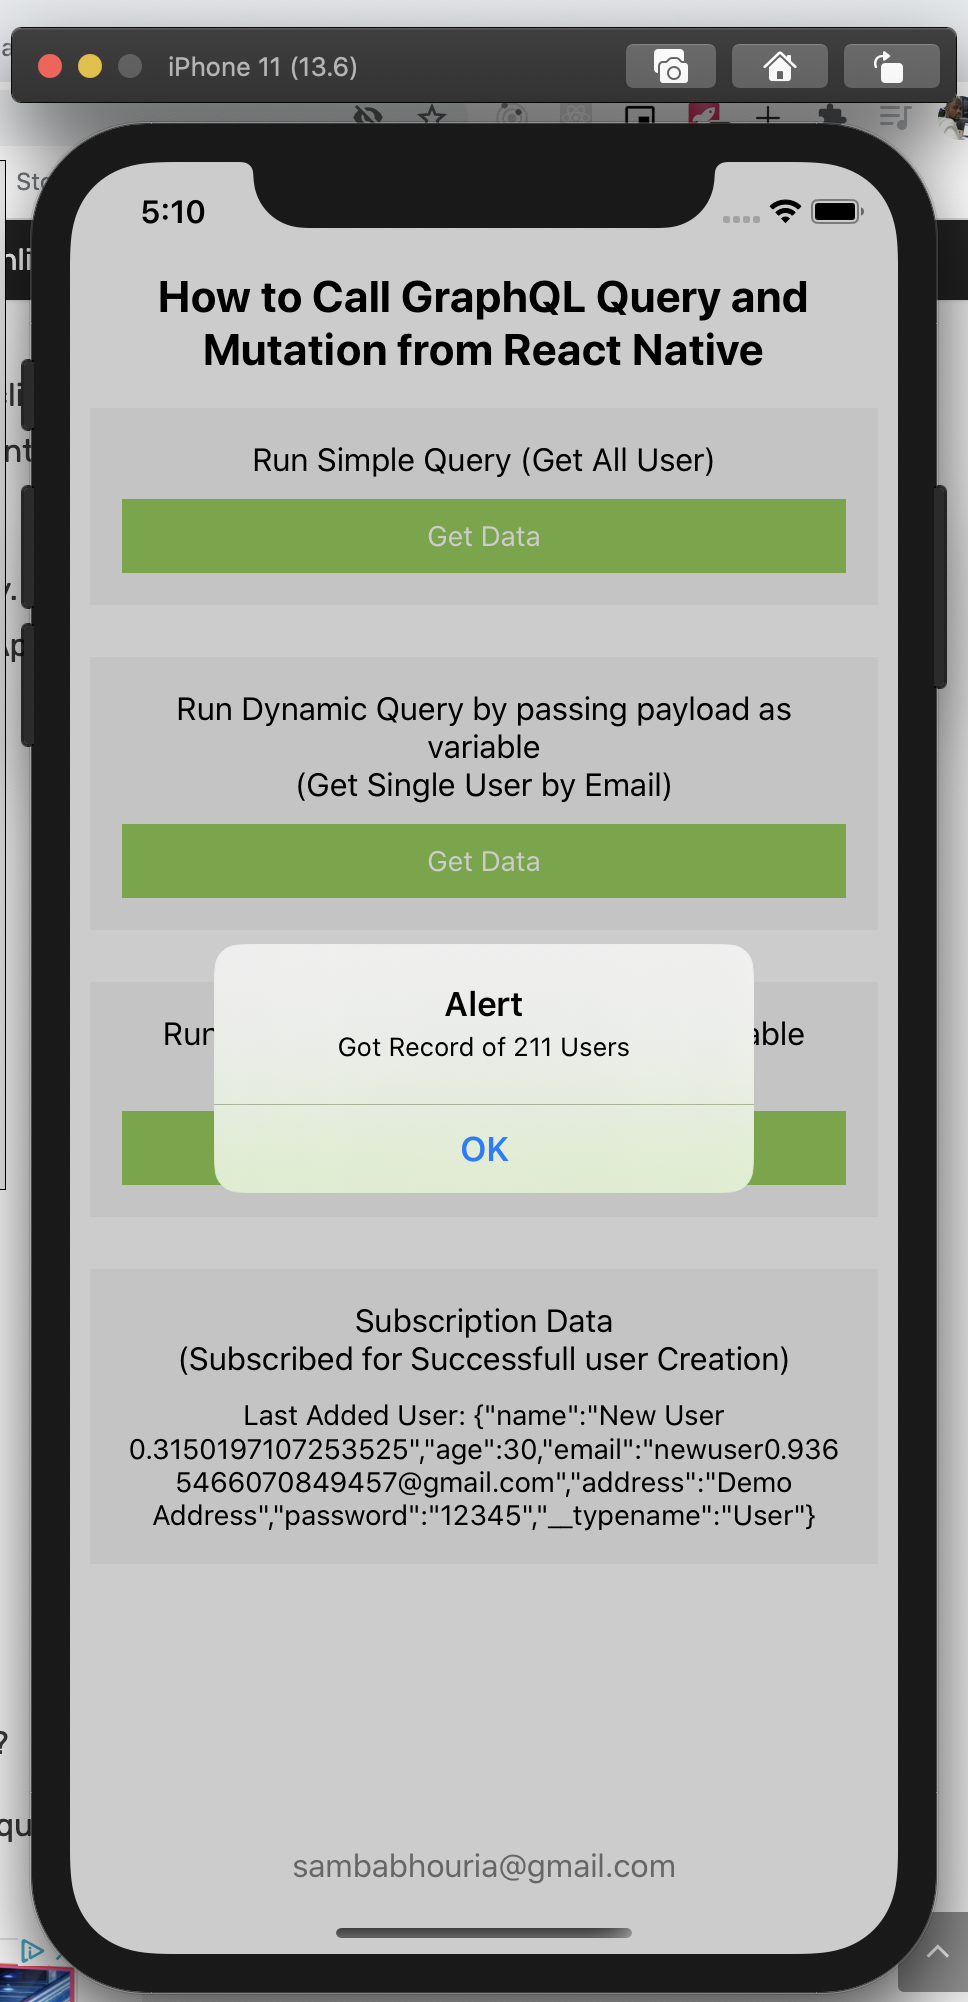 iPhone 11 (13.6)
5:10
How to Call GraphQL Query and
Mutation from React Native
Run Simple Query (Get All User)
Get Data
Run Dynamic Query by passing payload as
variable
(Get Single User by Email)
Get Data
Run
Alert
Got Record of 211 Users
OK
Subscription Data
(Subscribed for Successfull user Creation)
Last Added User: {"name":"New User
0.3150197107253525","age":30,"email":"newuser0.936
5466070849457@gmail.com","address":"Demo
Address","password":"12345","__typename":"User"}
sambabhouria@gmail.com